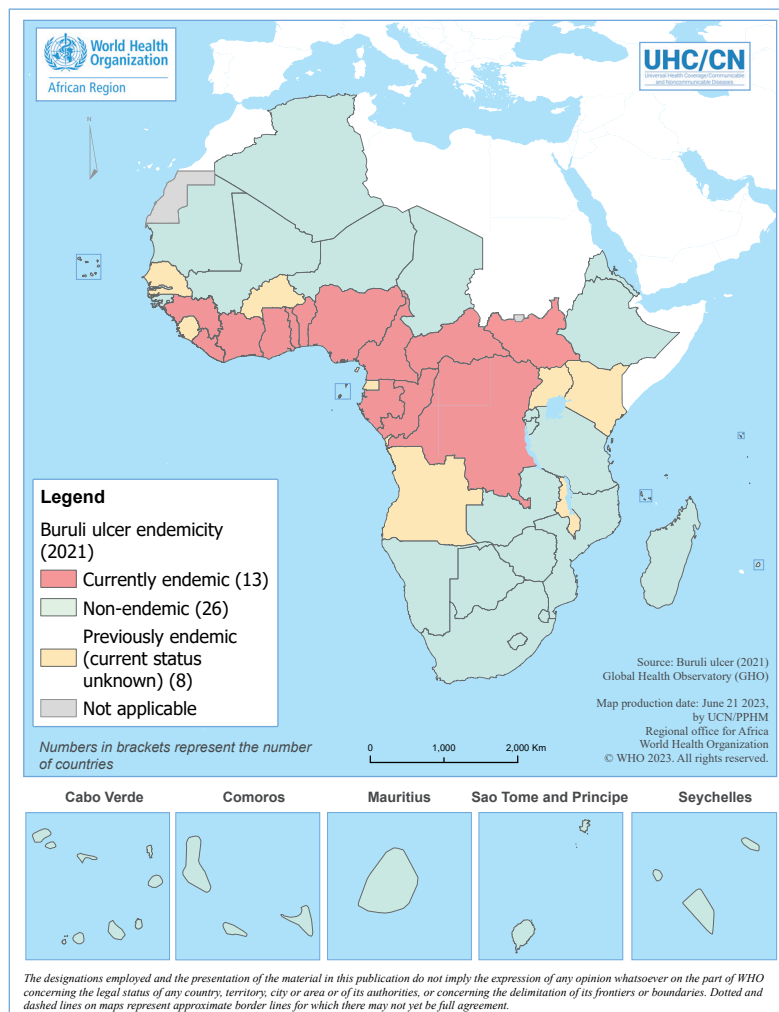 World Health
Organization
African Region
UHC/CN
Universal Health Coverage/Communicable
and Noncommunicable Diseases
N
Legend
Buruli ulcer endemicity
(2021)
Currently endemic (13)
Non-endemic (26)
Previously endemic
(current status
unknown) (8)
Not applicable
Numbers in brackets represent the number
of countries
0 1,000 2,000 Km
Source: Buruli ulcer (2021)
Global Health Observatory (GHO)
Map production date: June 21 2023,
by UCN/PPHM
Regional office for Africa
World Health Organization
© WHO 2023. All rights reserved.
Cabo Verde
Comoros
Mauritius
Sao Tome and Principe
Seychelles
The designations employed and the presentation of the material in this publication do not imply the expression of any opinion whatsoever on the part of WHO
concerning the legal status of any country, territory, city or area or of its authorities, or concerning the delimitation of its frontiers or boundaries. Dotted and
dashed lines on maps represent approximate border lines for which there may not yet be full agreement.